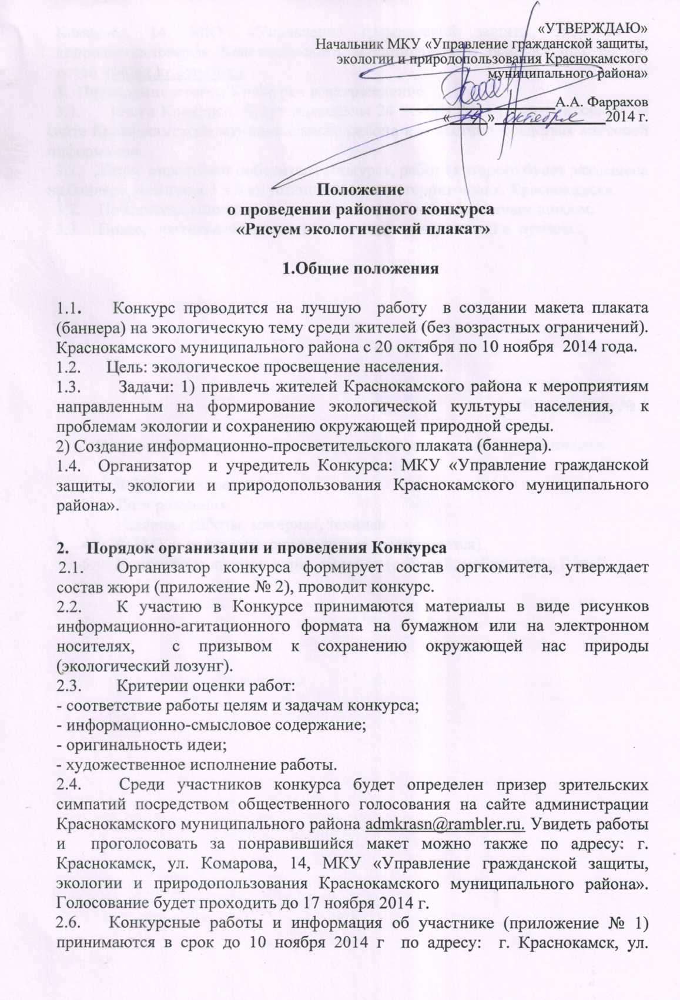 «УТВЕРЖДАЮ»
Начальник МКУ «Управление гражданской защиты,
экологии и природопользования Краснокамского
муниципального района»
А.А. Фаррахов
« » октября 2014 г.
Положение
о проведении районного конкурса
«Рисуем экологический плакат»
1.Общие положения
1.1. Конкурс проводится на лучшую работу в создании макета плаката
(баннера) на экологическую тему среди жителей (без возрастных ограничений).
Краснокамского муниципального района с 20 октября по 10 ноября 2014 года.
1.2. Цель: экологическое просвещение населения.
1.3. Задачи: 1) привлечь жителей Краснокамского района к мероприятиям
направленным на формирование экологической культуры населения, к
проблемам экологии и сохранению окружающей природной среды.
2) Создание информационно-просветительского плаката (баннера).
1.4. Организатор и учредитель Конкурса: МКУ «Управление гражданской
защиты, экологии и природопользования Краснокамского муниципального
района».
2. Порядок организации и проведения Конкурса
2.1. Организатор конкурса формирует состав оргкомитета, утверждает
состав жюри (приложение № 2), проводит конкурс.
2.2. К участию в Конкурсе принимаются материалы в виде рисунков
информационно-агитационного формата на бумажном или на электронном
носителях, с призывом к сохранению окружающей нас природы
(экологический лозунг).
2.3. Критерии оценки работ:
- соответствие работы целям и задачам конкурса;
- информационно-смысловое содержание;
- оригинальность идеи;
- художественное исполнение работы.
2.4. Среди участников конкурса будет определен призер зрительских
симпатий посредством общественного голосования на сайте администрации
Краснокамского муниципального района admkrasn@rambler.ru. Увидеть работы
и проголосовать за понравившийся макет можно также по адресу: г.
Краснокамск, ул. Комарова, 14, МКУ «Управление гражданской защиты,
экологии и природопользования Краснокамского муниципального района».
Голосование будет проходить до 17 ноября 2014 г.
2.6. Конкурсные работы и информация об участнике (приложение № 1)
принимаются в срок до 10 ноября 2014 г по адресу: г. Краснокамск, ул.